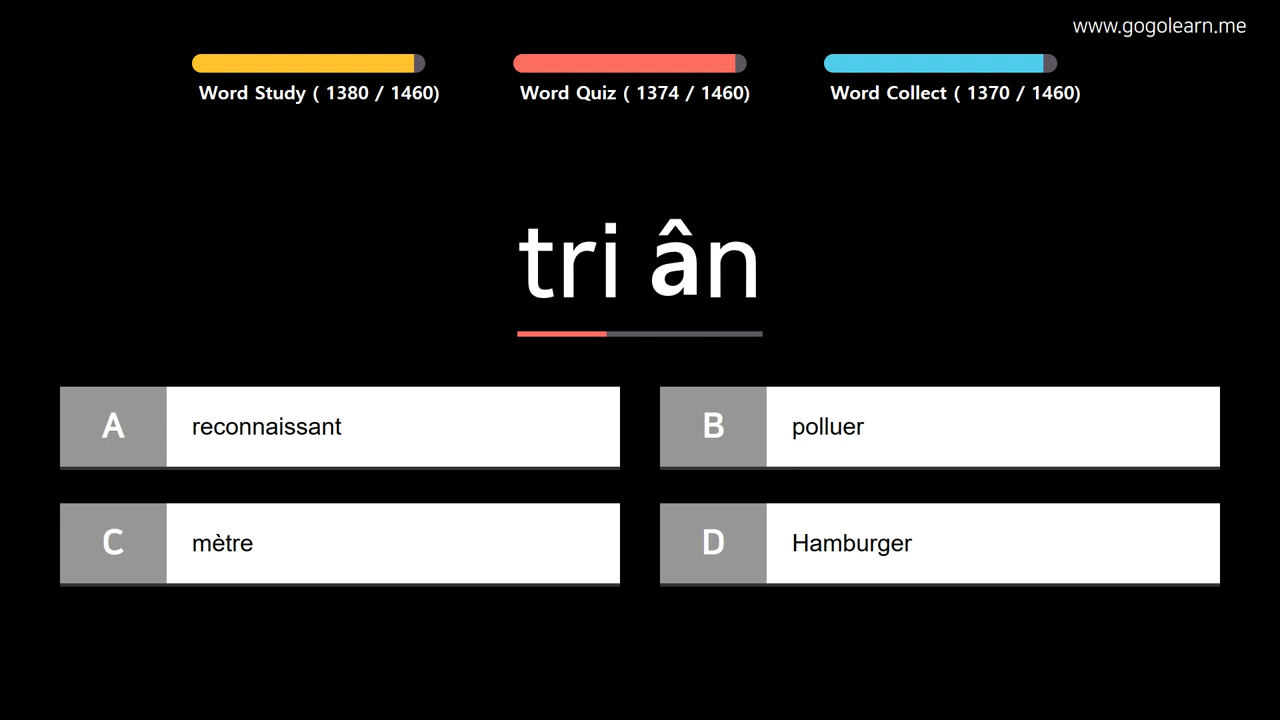 www.gogolearn.me
Word Study ( 1380 / 1460)
Word Quiz ( 1374 / 1460)
Word Collect ( 1370 / 1460)
tri ân
A reconnaissant
B polluer
C mètre
D Hamburger